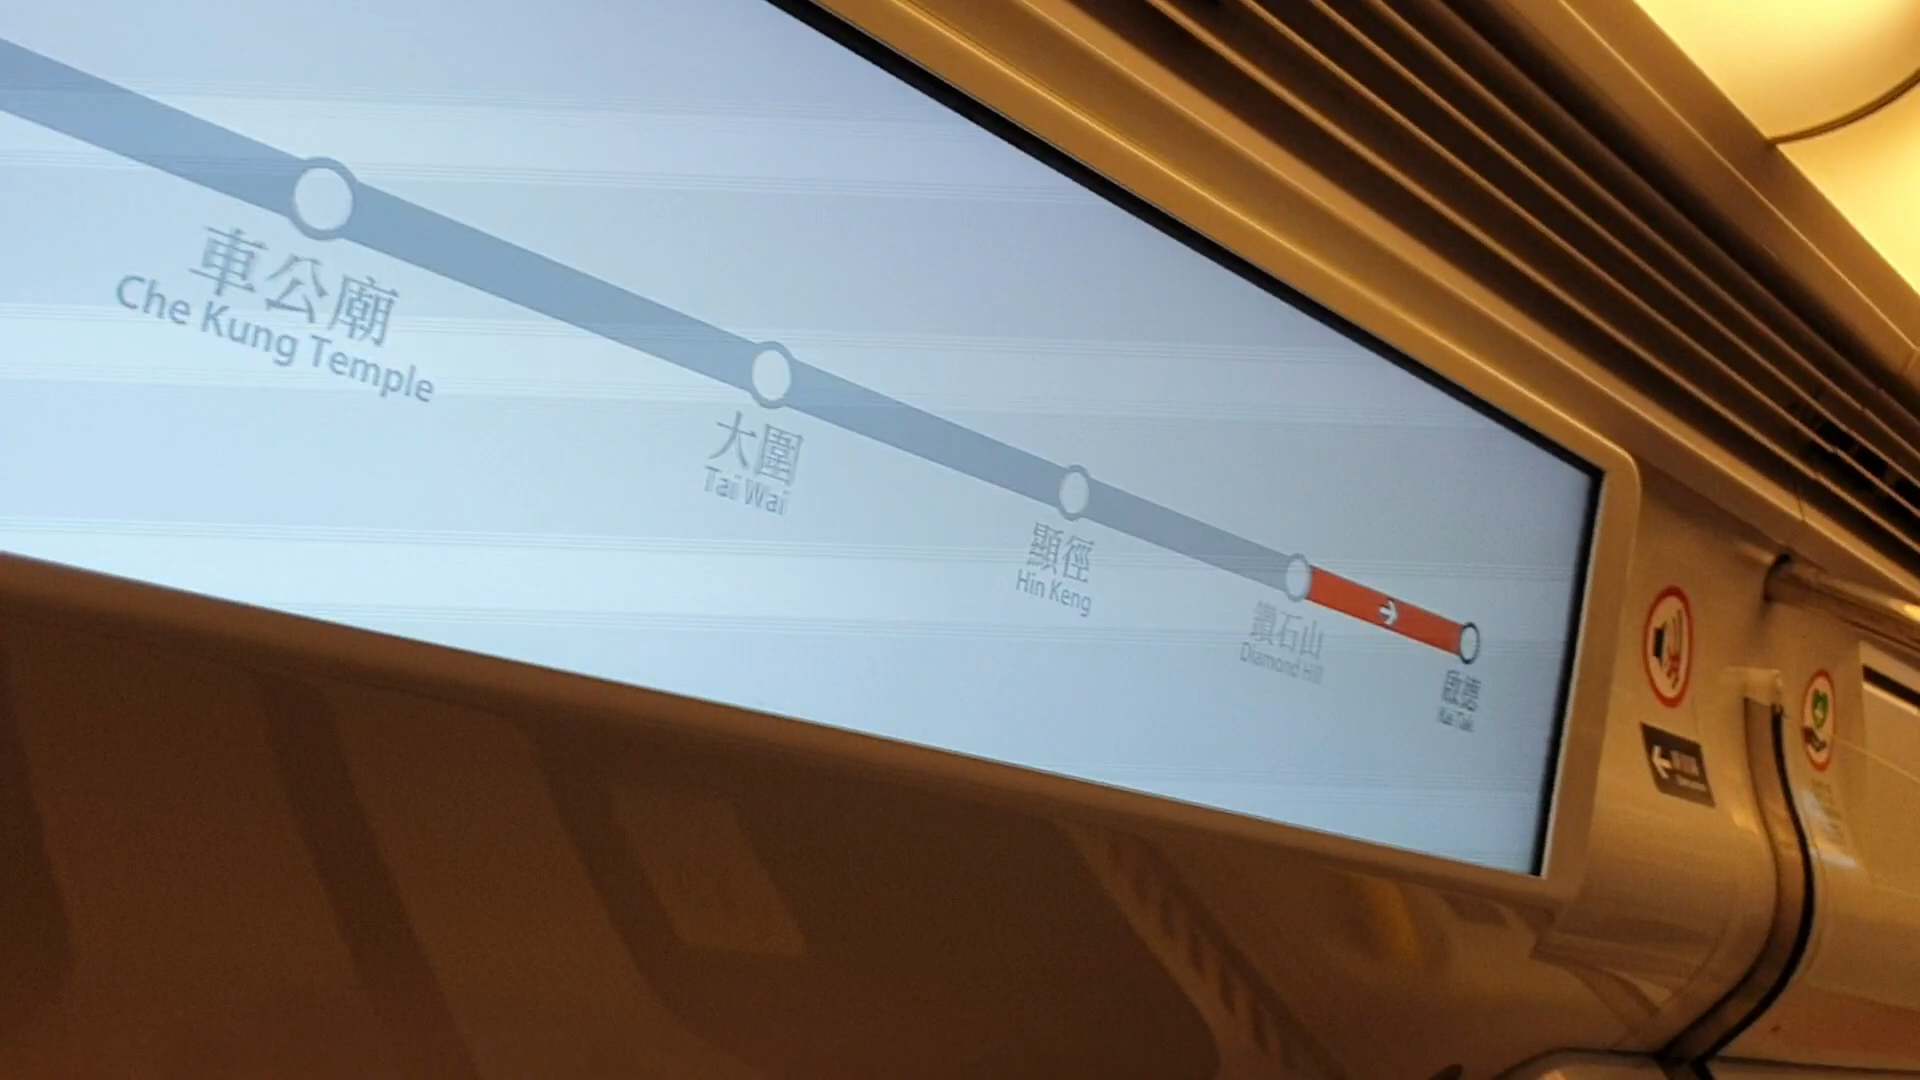 車公廟
Che Kung Temple
大圍
Tai Wai
顯徑
Hin Keng
鑽石山
Diamond Hill
啟德
Kai Tak